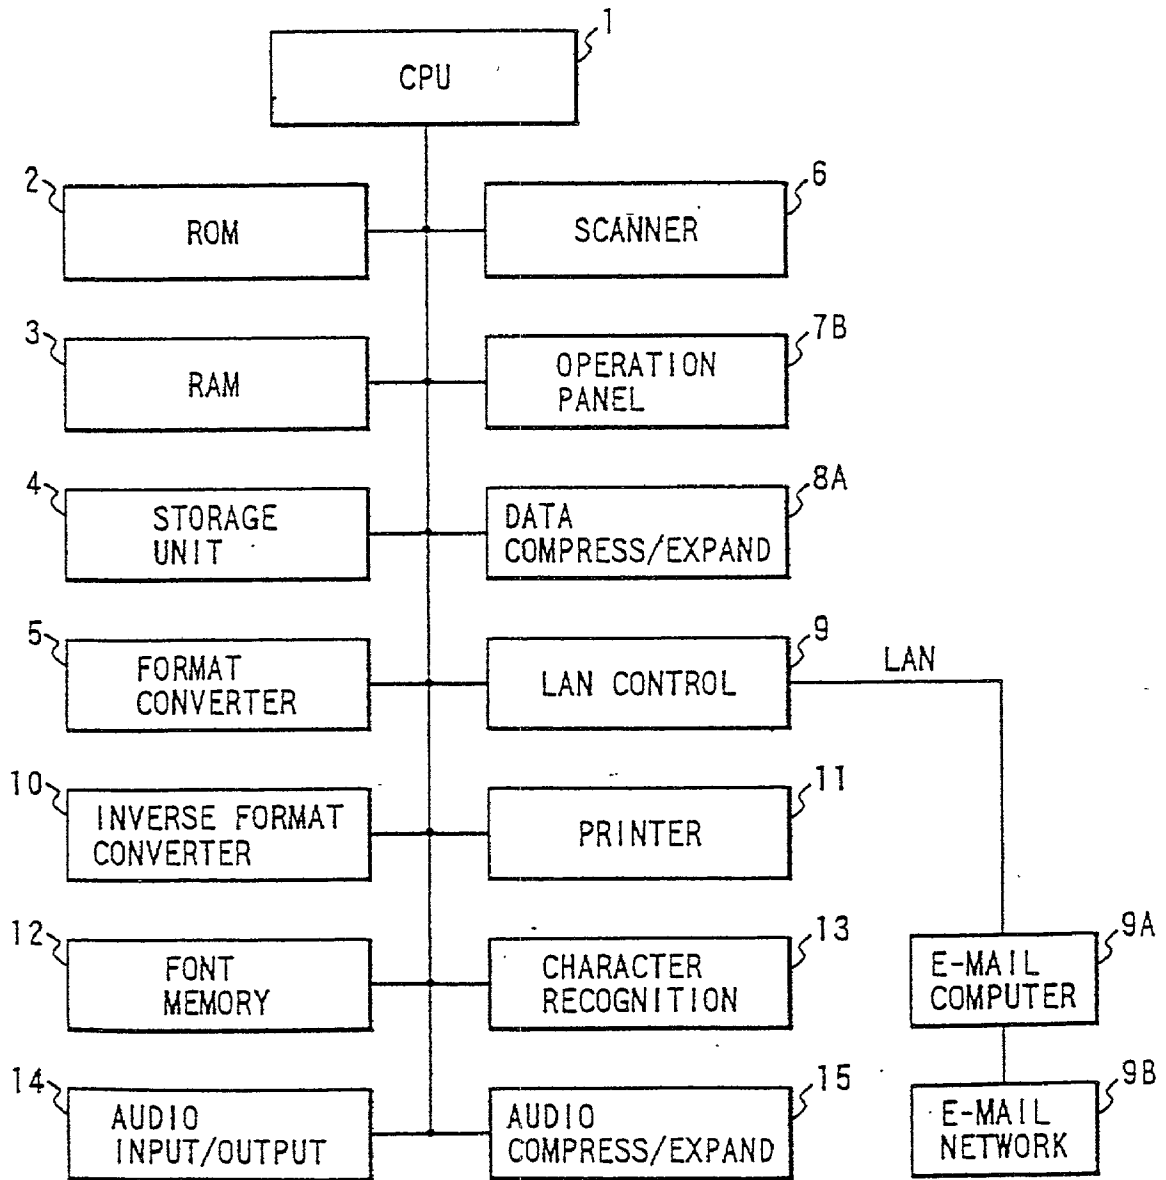 1
CPU
2
ROM
6
SCANNER
3
RAM
7B
OPERATION
PANEL
4
STORAGE
UNIT
8A
DATA
COMPRESS/EXPAND
5
FORMAT
CONVERTER
9
LAN CONTROL
LAN
10
INVERSE FORMAT
CONVERTER
11
PRINTER
12
FONT
MEMORY
13
CHARACTER
RECOGNITION
9A
E-MAIL
COMPUTER
14
AUDIO
INPUT/OUTPUT
15
AUDIO
COMPRESS/EXPAND
9B
E-MAIL
NETWORK